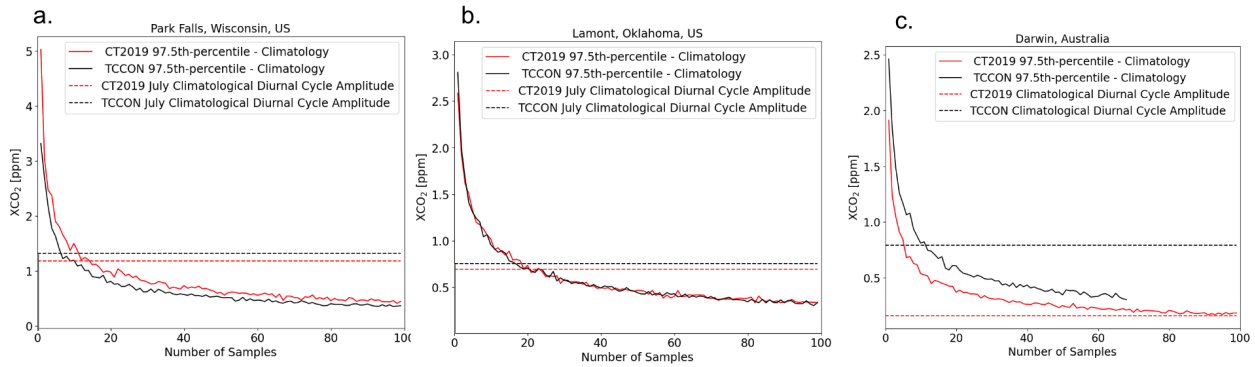 a.
Park Falls, Wisconsin, US
CT2019 97.5th-percentile - Climatology
TCCON 97.5th-percentile - Climatology
CT2019 July Climatological Diurnal Cycle Amplitude
TCCON July Climatological Diurnal Cycle Amplitude
XCO₂ [ppm]
5
4
3
2
1
0
0 20 40 60 80 100
Number of Samples
b.
Lamont, Oklahoma, US
CT2019 97.5th-percentile - Climatology
TCCON 97.5th-percentile - Climatology
CT2019 July Climatological Diurnal Cycle Amplitude
TCCON July Climatological Diurnal Cycle Amplitude
XCO₂ [ppm]
3.0
2.5
2.0
1.5
1.0
0.5
0 20 40 60 80 100
Number of Samples
c.
Darwin, Australia
CT2019 97.5th-percentile - Climatology
TCCON 97.5th-percentile - Climatology
CT2019 Climatological Diurnal Cycle Amplitude
TCCON Climatological Diurnal Cycle Amplitude
XCO₂ [ppm]
2.5
2.0
1.5
1.0
0.5
0 20 40 60 80 100
Number of Samples